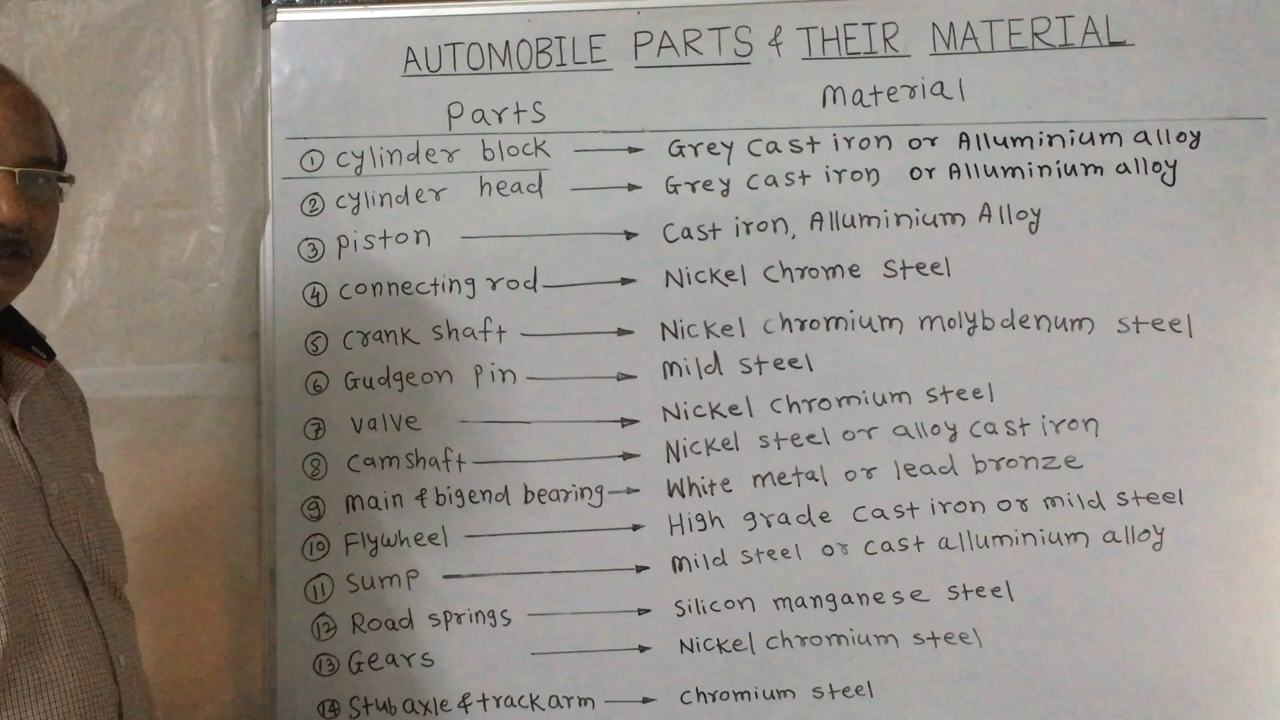 AUTOMOBILE PARTS & THEIR MATERIAL
Parts Material
① cylinder block → Grey cast iron or Alluminium alloy
② cylinder head → Grey cast iron or Alluminium alloy
③ piston → Cast iron, Alluminium Alloy
④ connecting rod → Nickel chrome steel
⑤ crank shaft → Nickel chromium molybdenum steel
⑥ Gudgeon pin → mild steel
⑦ valve → Nickel chromium steel
⑧ camshaft → Nickel steel or alloy cast iron
⑨ main & bigend bearing → White metal or lead bronze
⑩ Flywheel → High grade cast iron or mild steel
⑪ sump → mild steel or cast alluminium alloy
⑫ Road springs → silicon manganese steel
⑬ Gears → Nickel chromium steel
⑭ Stub axle & track arm → chromium steel